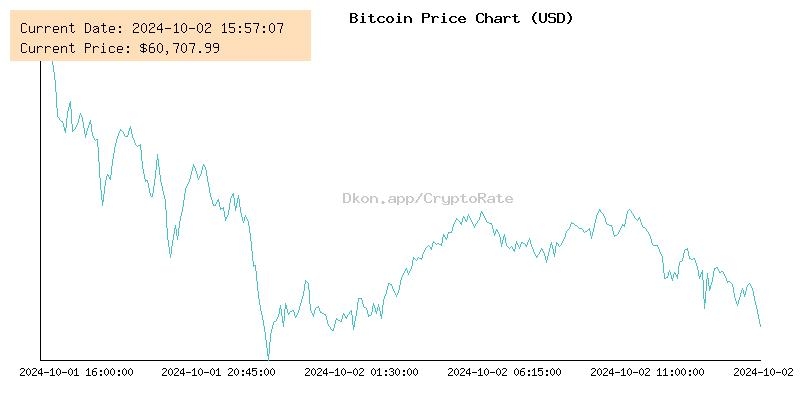 Bitcoin Price Chart (USD)
Current Date: 2024-10-02 15:57:07
Current Price: $60,707.99
Dkon.app/CryptoRate
2024-10-01 16:00:00 2024-10-01 20:45:00 2024-10-02 01:30:00 2024-10-02 06:15:00 2024-10-02 11:00:00 2024-10-02